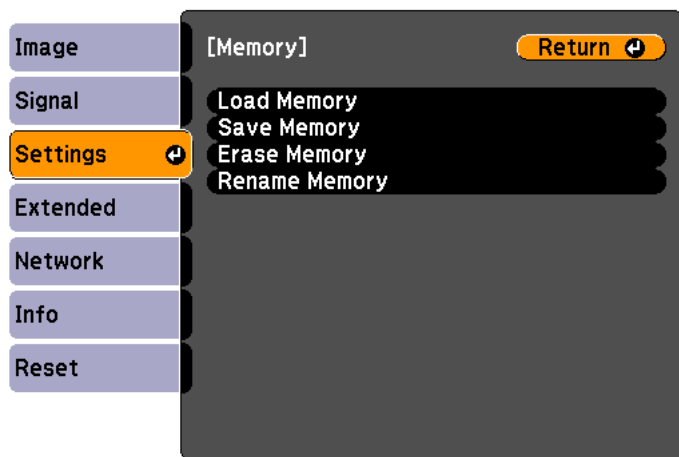 Image
Signal
Settings
Extended
Network
Info
Reset
[Memory]
Return
Load Memory
Save Memory
Erase Memory
Rename Memory